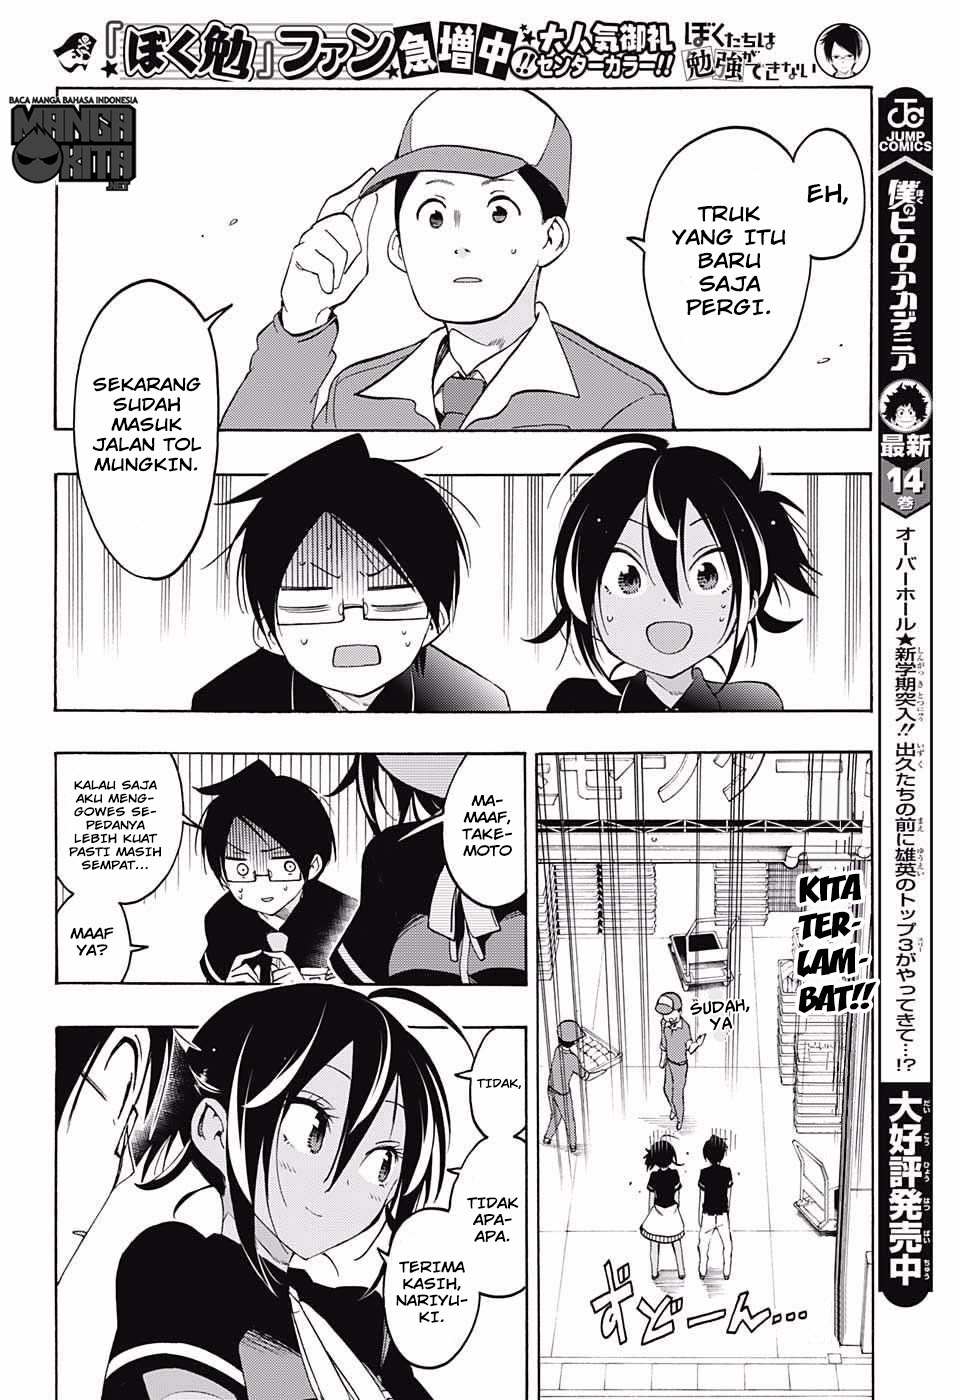 「ぼく勉」ファン急増中!!
大人気御礼
センターカラー!!
ぼくたちは
勉強ができない
BACA MANGA BAHASA INDONESIA
MANGA
KITA
.NET
EH,
TRUK
YANG ITU
BARU
SAJA
PERGI.
SEKARANG
SUDAH
MASUK
JALAN TOL
MUNGKIN.
センター
KITA
TER-
LAM-
BAT!!
SUDAH,
YA
ずどーん...
MA-
MAAF,
TAKE-
MOTO
KALAU SAJA
AKU MENG-
GOWES SE-
PEDANYA
LEBIH KUAT
PASTI MASIH
SEMPAT...
MAAF
YA?
TIDAK,
TIDAK
APA-
APA.
TERIMA
KASIH,
NARIYU-
KI.
JC
JUMP
COMICS
僕のヒーローアカデミア
最新
14
巻
オーバーホール★新学期突入!! 出久たちの前に雄英のトップ3がやってきて…!?
大好評発売中